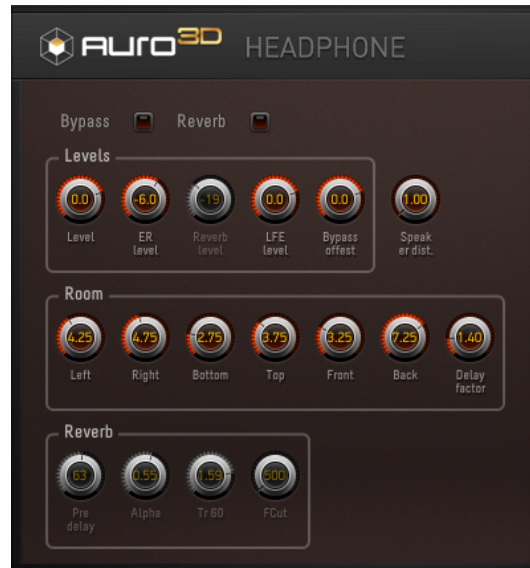 AURO3D HEADPHONE
Bypass Reverb
Levels
0.0 -6.0 -19 0.0 0.0 1.00
Level ER Reverb LFE Bypass Speak
level level level offest er dist.
Room
4.25 4.75 2.75 3.75 3.25 7.25 1.40
Left Right Bottom Top Front Back Delay
factor
Reverb
63 0.55 1.59 500
Pre Alpha Tr 60 FCut
delay